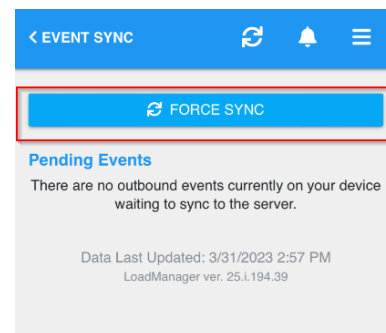 < EVENT SYNC
FORCE SYNC
Pending Events
There are no outbound events currently on your device
waiting to sync to the server.
Data Last Updated: 3/31/2023 2:57 PM
LoadManager ver. 25.i.194.39